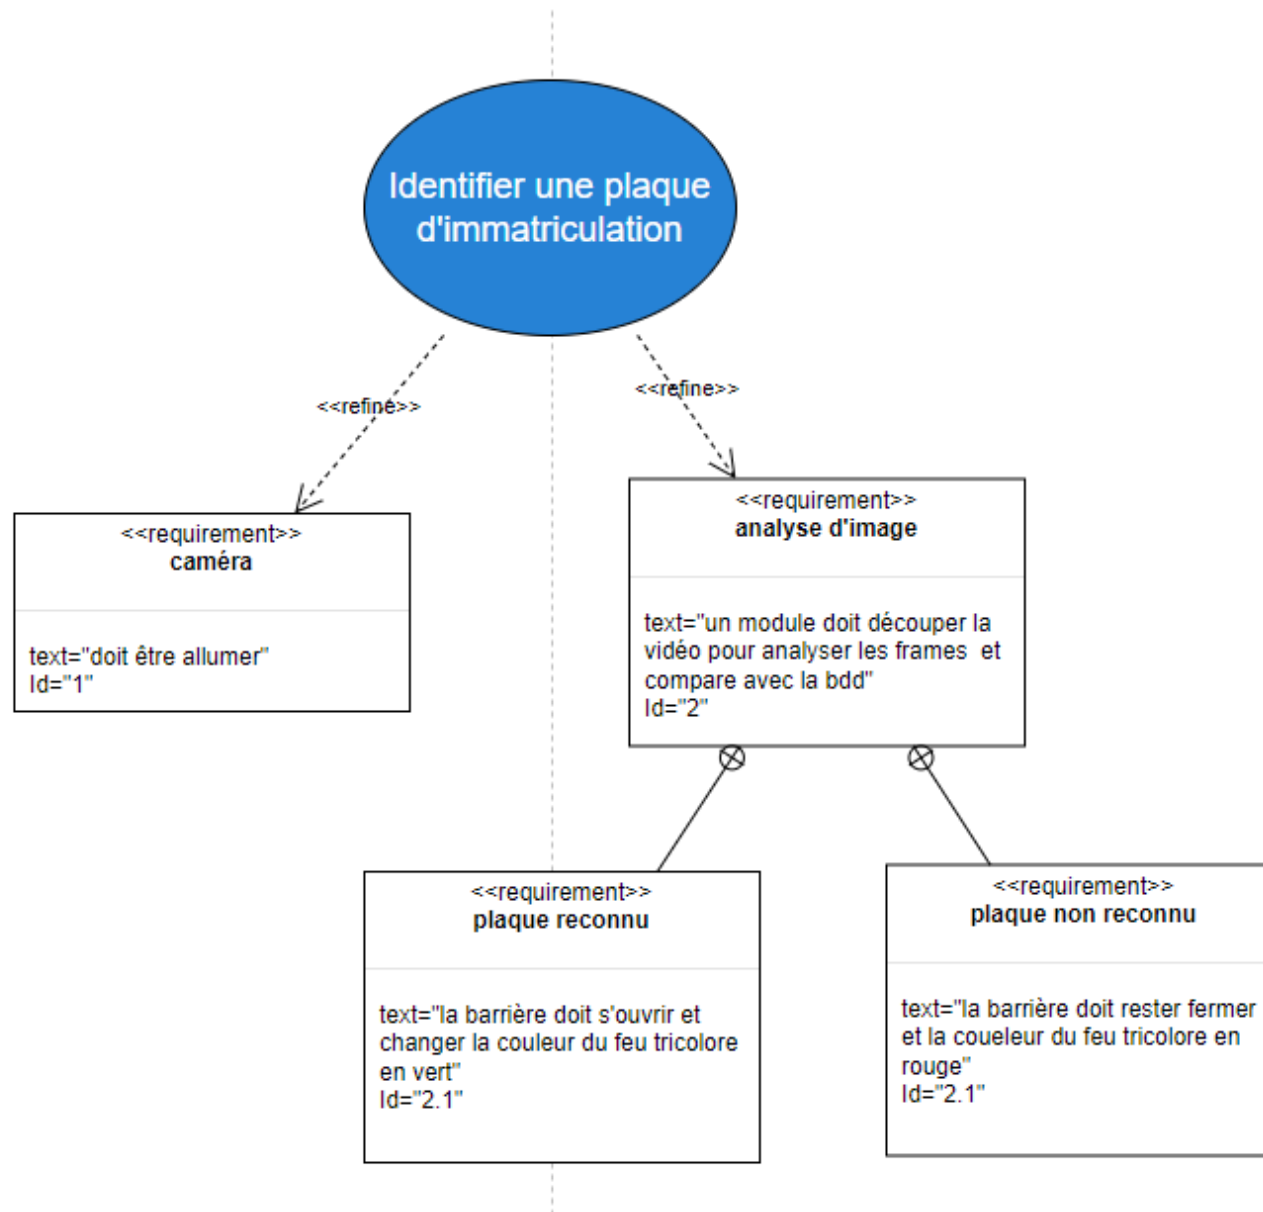 Identifier une plaque
d'immatriculation
<<refine>>
<<refine>>
<<requirement>>
caméra
text="doit être allumer"
Id="1"
<<requirement>>
analyse d'image
text="un module doit découper la
vidéo pour analyser les frames  et
compare avec la bdd"
Id="2"
<<requirement>>
plaque reconnu
text="la barrière doit s'ouvrir et
changer la couleur du feu tricolore
en vert"
Id="2.1"
<<requirement>>
plaque non reconnu
text="la barrière doit rester fermer
et la coueleur du feu tricolore en
rouge"
Id="2.1"